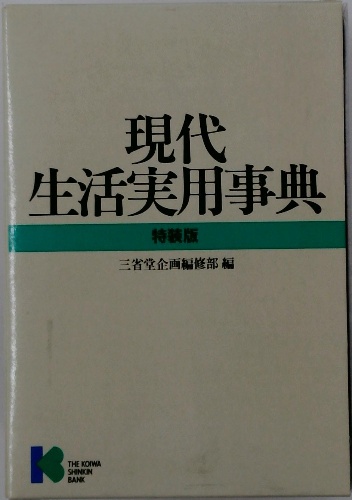 現代
生活実用事典
特装版
三省堂企画編修部 編
THE KOIWA
SHINKIN
BANK